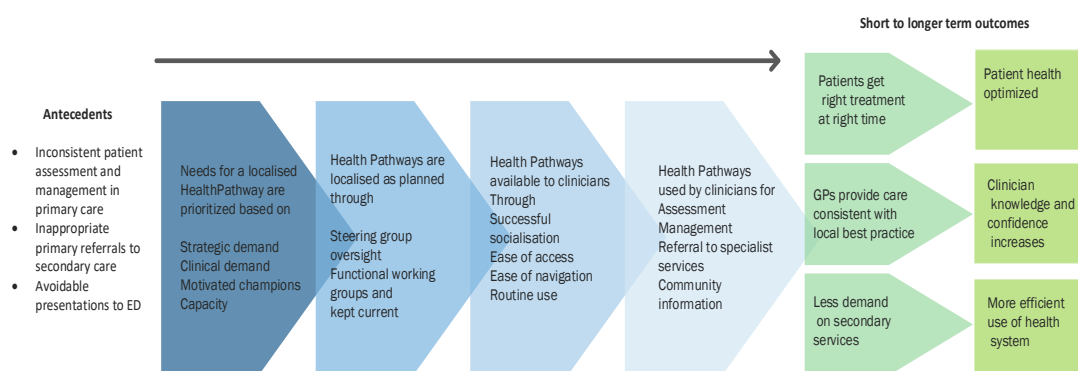 Short to longer term outcomes
Antecedents
• Inconsistent patient
assessment and
management in
primary care
• Inappropriate
primary referrals to
secondary care
• Avoidable
presentations to ED
Needs for a localised
HealthPathway are
prioritized based on
Strategic demand
Clinical demand
Motivated champions
Capacity
Health Pathways are
localised as planned
through
Steering group
oversight
Functional working
groups and
kept current
Health Pathways
available to clinicians
Through
Successful
socialisation
Ease of access
Ease of navigation
Routine use
Health Pathways
used by clinicians for
Assessment
Management
Referral to specialist
services
Community
information
Patients get
right treatment
at right time
Patient health
optimized
GPs provide care
consistent with
local best practice
Clinician
knowledge and
confidence
increases
Less demand
on secondary
services
More efficient
use of health
system